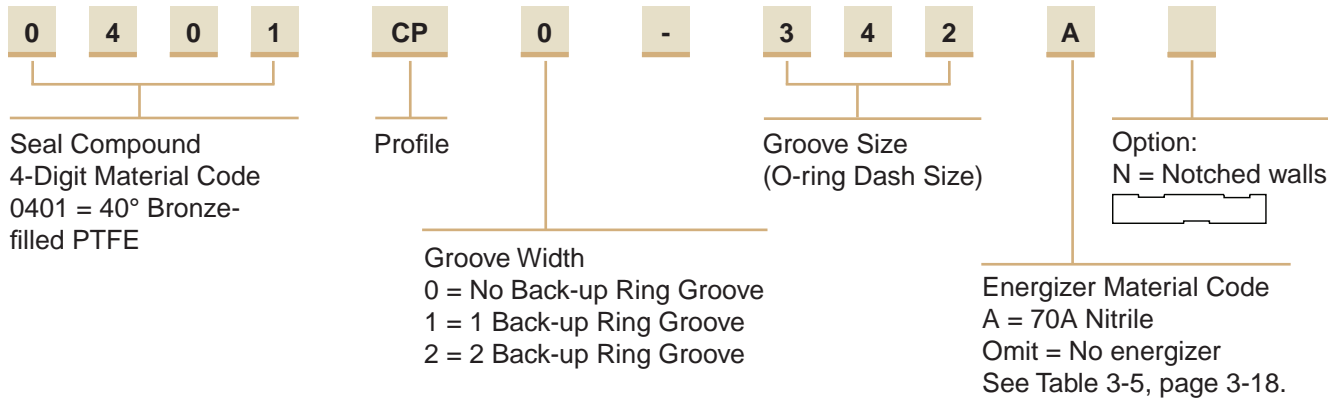 0 4 0 1 CP 0 - 3 4 2 A
Seal Compound
4-Digit Material Code
0401 = 40° Bronze-
filled PTFE
Profile
Groove Width
0 = No Back-up Ring Groove
1 = 1 Back-up Ring Groove
2 = 2 Back-up Ring Groove
Groove Size
(O-ring Dash Size)
Energizer Material Code
A = 70A Nitrile
Omit = No energizer
See Table 3-5, page 3-18.
Option:
N = Notched walls